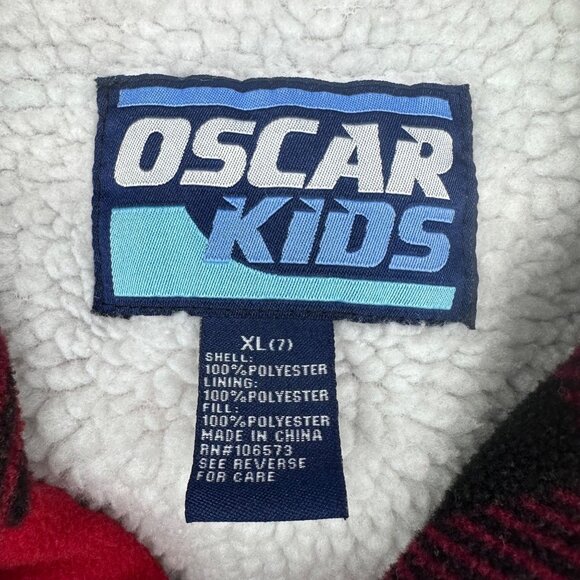 OSCAR
KIDS
XL(7)
SHELL:
100%POLYESTER
LINING:
100%POLYESTER
FILL:
100%POLYESTER
MADE IN CHINA
RN#106573
SEE REVERSE
FOR CARE